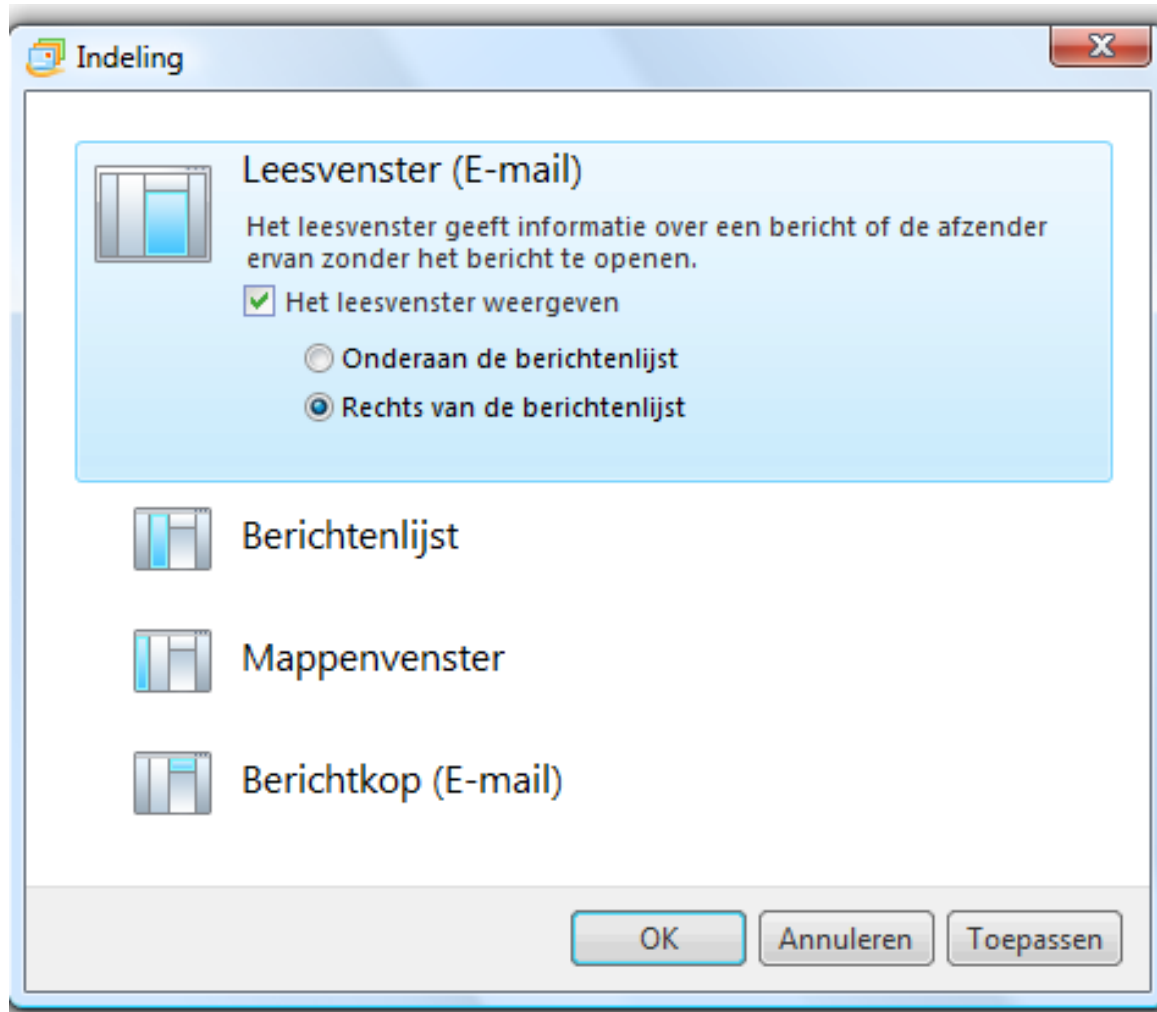 Indeling
Leesvenster (E-mail)
Het leesvenster geeft informatie over een bericht of de afzender
ervan zonder het bericht te openen.
Het leesvenster weergeven
Onderaan de berichtenlijst
Rechts van de berichtenlijst
Berichtenlijst
Mappenvenster
Berichtkop (E-mail)
OK
Annuleren
Toepassen